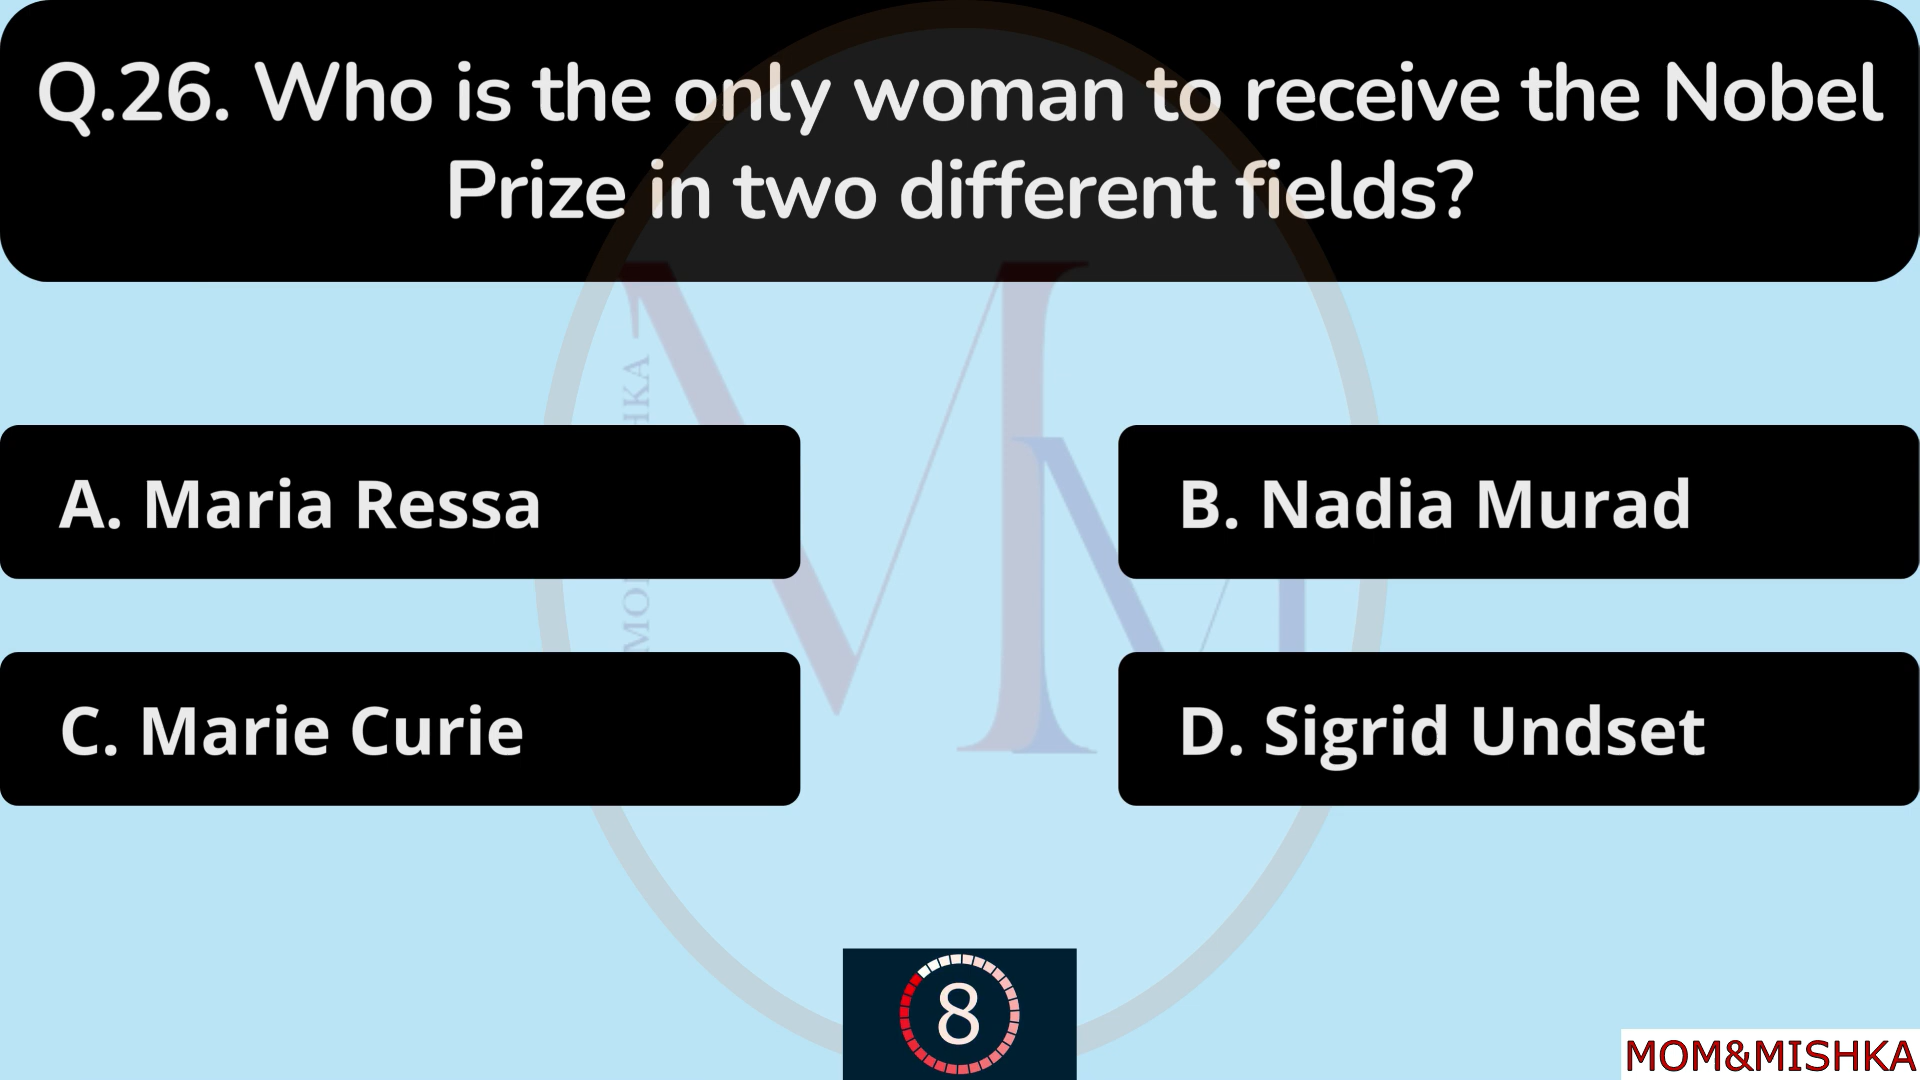 Q.26. Who is the only woman to receive the Nobel
Prize in two different fields?
A. Maria Ressa
B. Nadia Murad
C. Marie Curie
D. Sigrid Undset
8
MOM&MISHKA